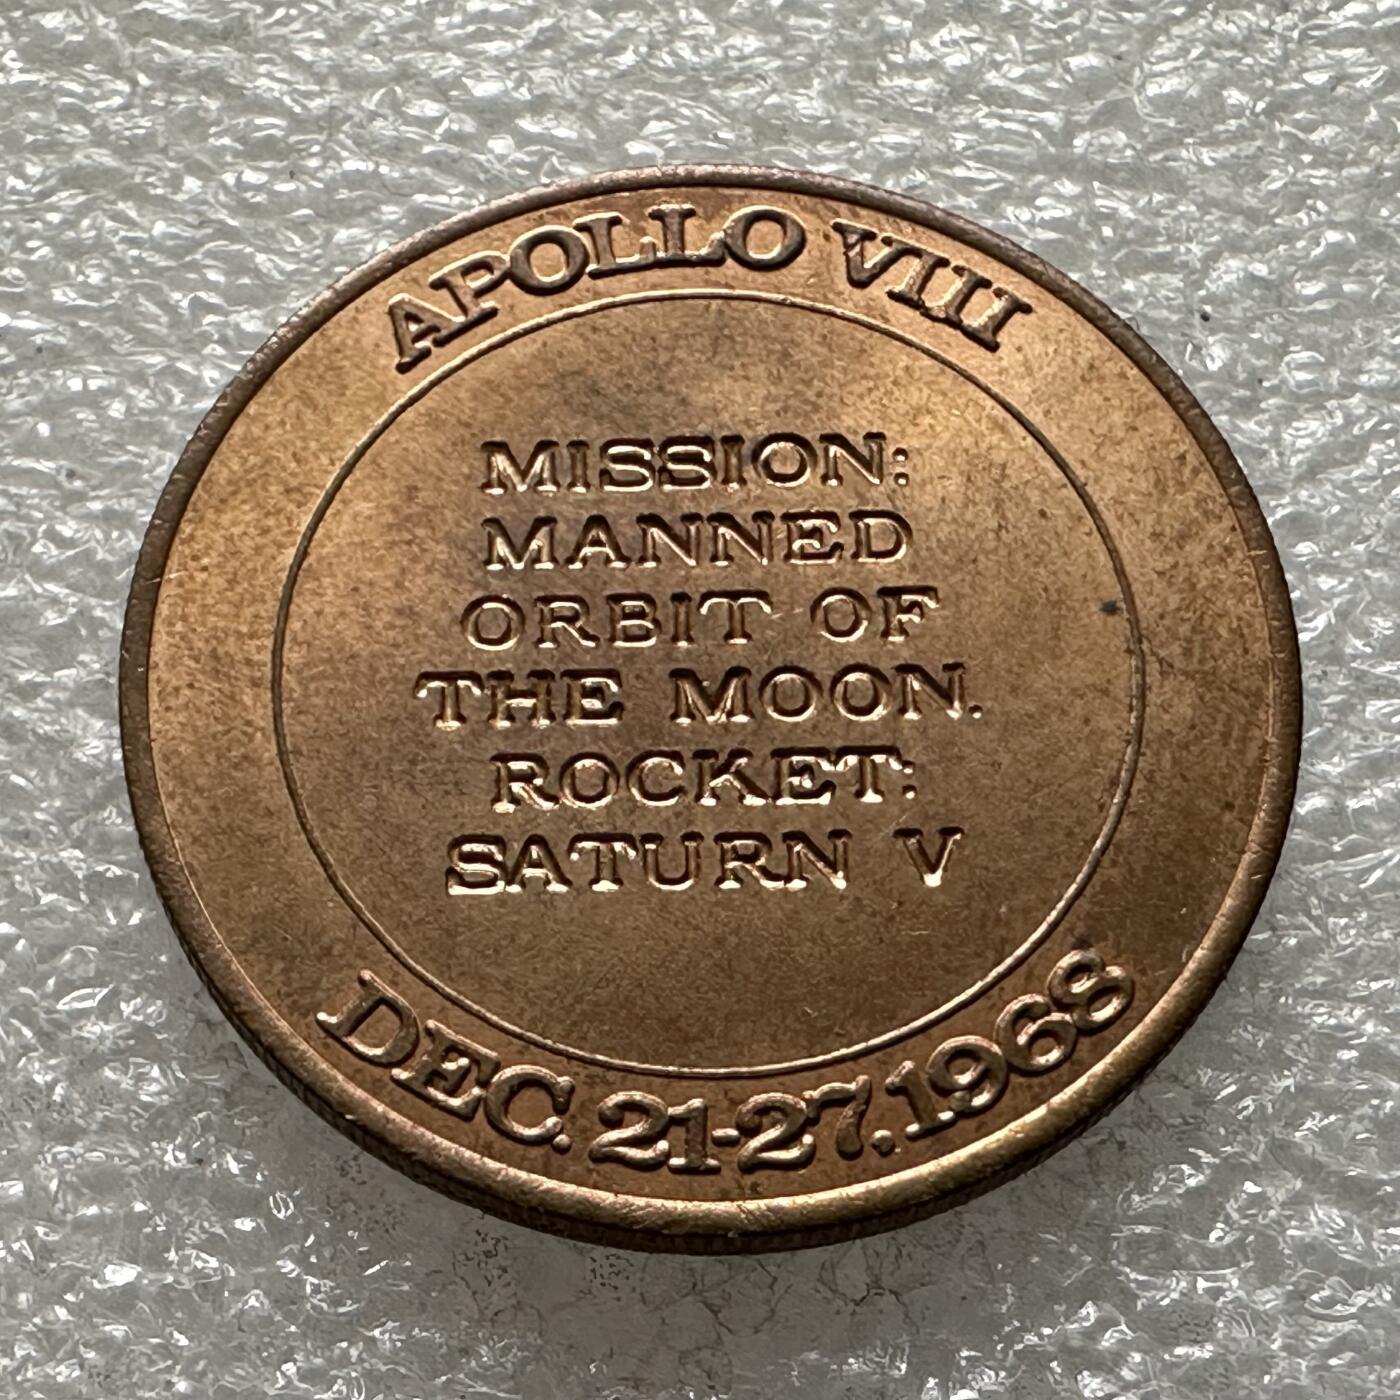 APOLLO VIII
MISSION:
MANNED
ORBIT OF
THE MOON.
ROCKET:
SATURN V
DEC. 21-27, 1968